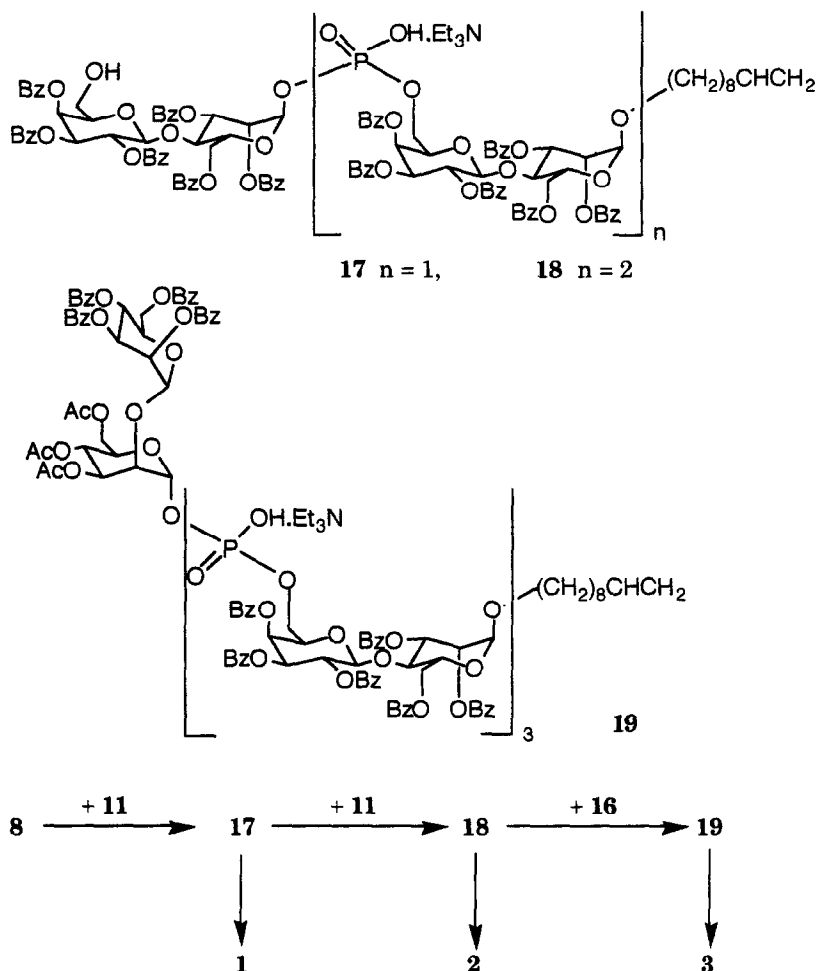 O
OH.Et3N
P
OH
O
O
(CH2)8CHCH2
BzO
O
BzO
O
BzO
O
O
BzO
OBz
BzO
OBz
BzO
O
BzO
O
BzO
O
O
OBz
BzO
OBz
n
17 n = 1, 18 n = 2
BzO
OBz
BzO
OBz
O
O
AcO
O
AcO
AcO
O
OH.Et3N
P
O
O
(CH2)8CHCH2
O
BzO
O
BzO
O
BzO
O
O
OBz
BzO
OBz
3
19
+ 11 + 11 + 16
8 17 18 19
1 2 3